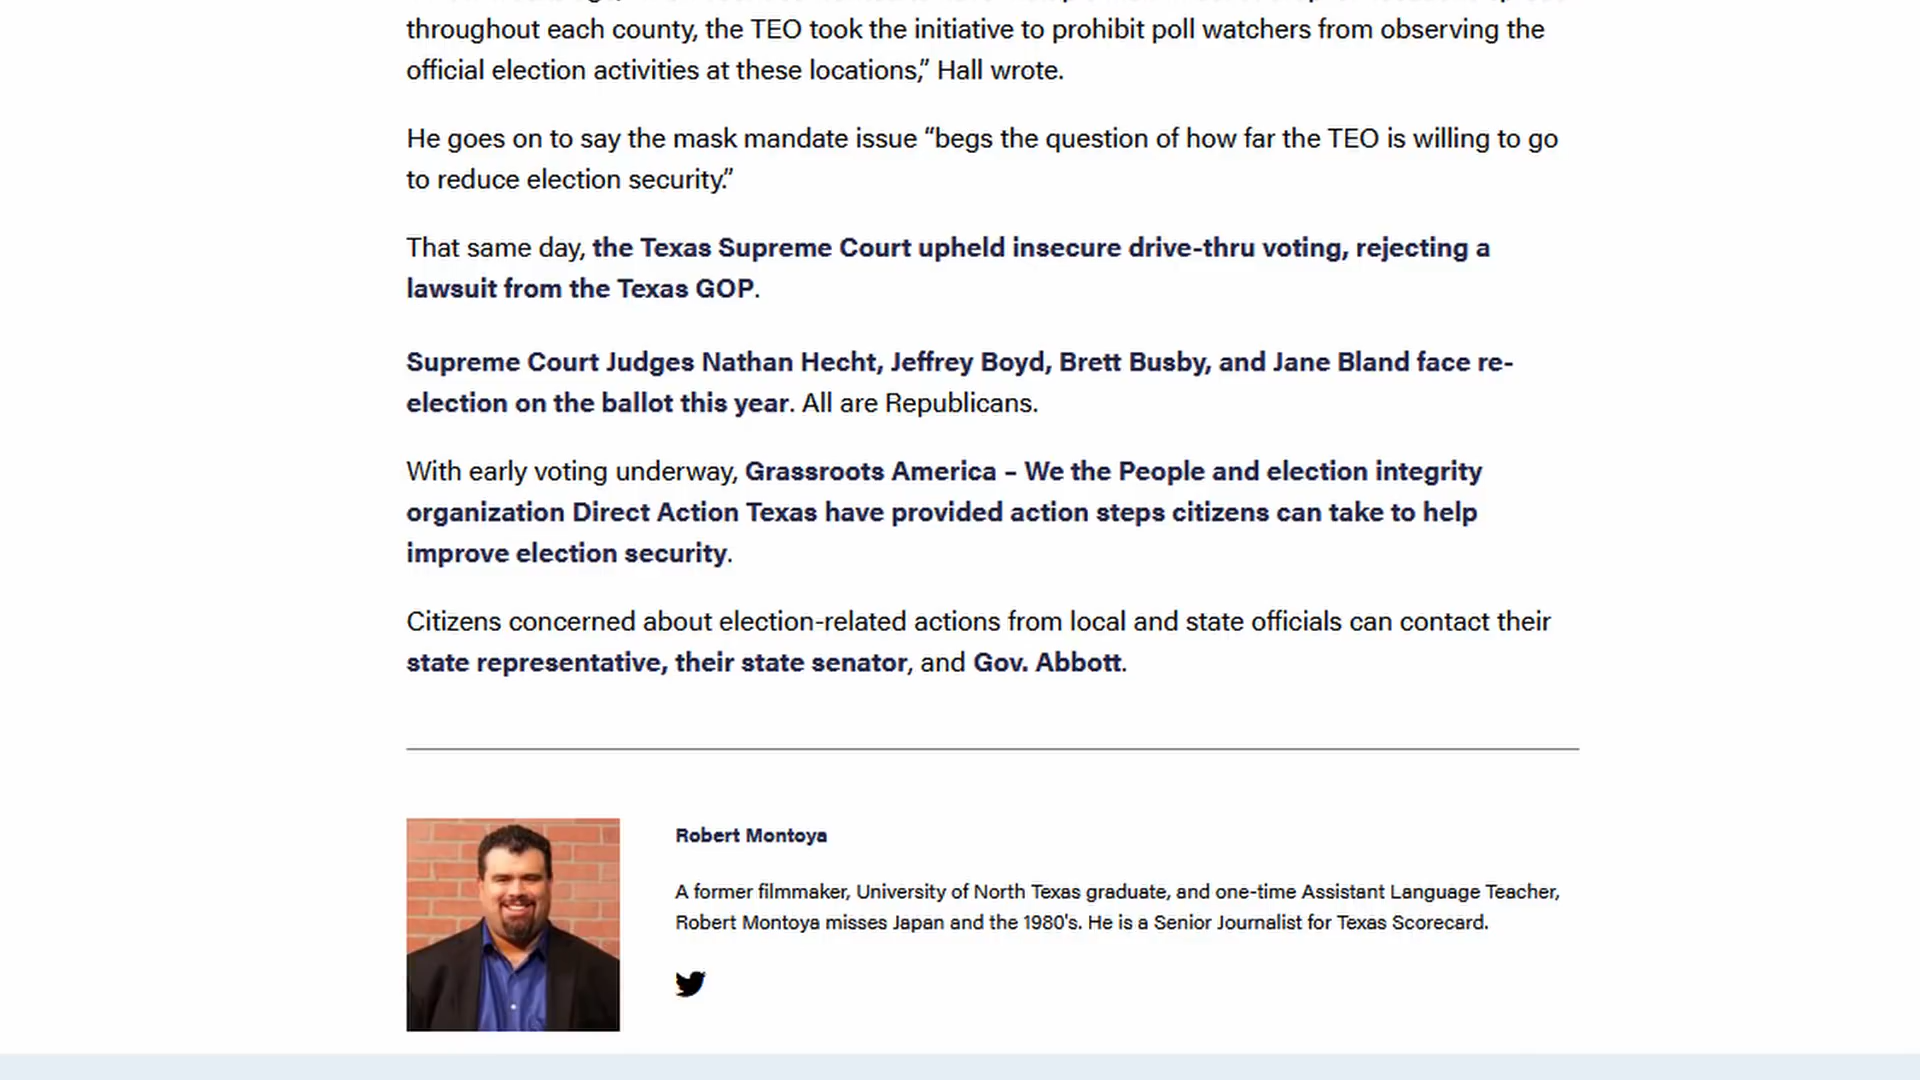 throughout each county, the TEO took the initiative to prohibit poll watchers from observing the
official election activities at these locations,” Hall wrote.
He goes on to say the mask mandate issue “begs the question of how far the TEO is willing to go
to reduce election security.”
That same day, the Texas Supreme Court upheld insecure drive-thru voting, rejecting a
lawsuit from the Texas GOP.
Supreme Court Judges Nathan Hecht, Jeffrey Boyd, Brett Busby, and Jane Bland face re-
election on the ballot this year. All are Republicans.
With early voting underway, Grassroots America – We the People and election integrity
organization Direct Action Texas have provided action steps citizens can take to help
improve election security.
Citizens concerned about election-related actions from local and state officials can contact their
state representative, their state senator, and Gov. Abbott.
Robert Montoya
A former filmmaker, University of North Texas graduate, and one-time Assistant Language Teacher,
Robert Montoya misses Japan and the 1980's. He is a Senior Journalist for Texas Scorecard.